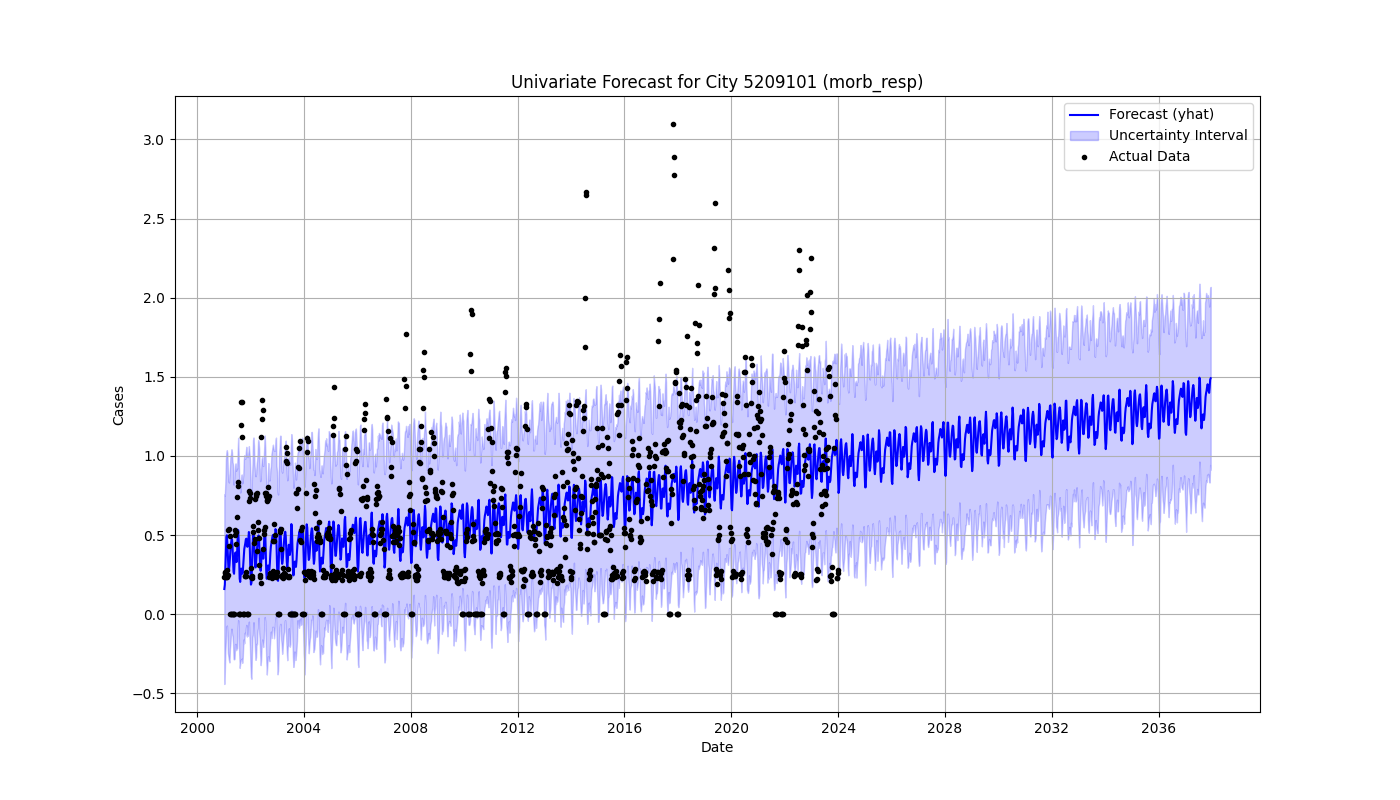 Univariate Forecast for City 5209101 (morb_resp)
Forecast (yhat)
Uncertainty Interval
Actual Data
Cases
3.0
2.5
2.0
1.5
1.0
0.5
0.0
−0.5
2000 2004 2008 2012 2016 2020 2024 2028 2032 2036
Date